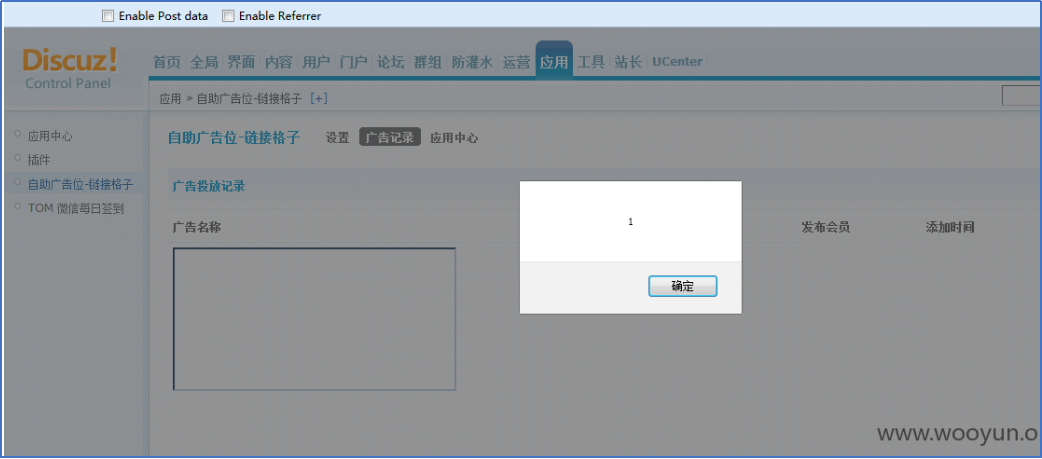 Enable Post data Enable Referrer
Discuz!
Control Panel
首页 全局 界面 内容 用户 门户 论坛 群组 防灌水 运营 应用 工具 站长 UCenter
应用 » 自助广告位-链接格子 [+]
应用中心
插件
自助广告位-链接格子
TOM 微信每日签到
自助广告位-链接格子 设置 广告记录 应用中心
广告投放记录
广告名称 发布会员 添加时间
1
确定
www.wooyun.o